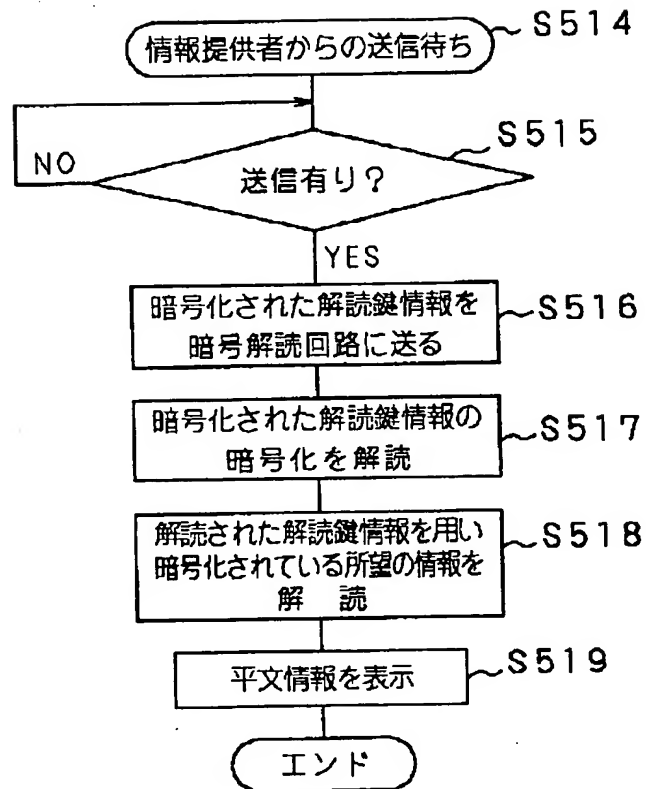 情報提供者からの送信待ち
S514
S515
送信有り?
NO
YES
暗号化された解読鍵情報を
暗号解読回路に送る
S516
暗号化された解読鍵情報の
暗号化を解読
S517
解読された解読鍵情報を用い
暗号化されている所望の情報を
解 読
S518
平文情報を表示
S519
エンド